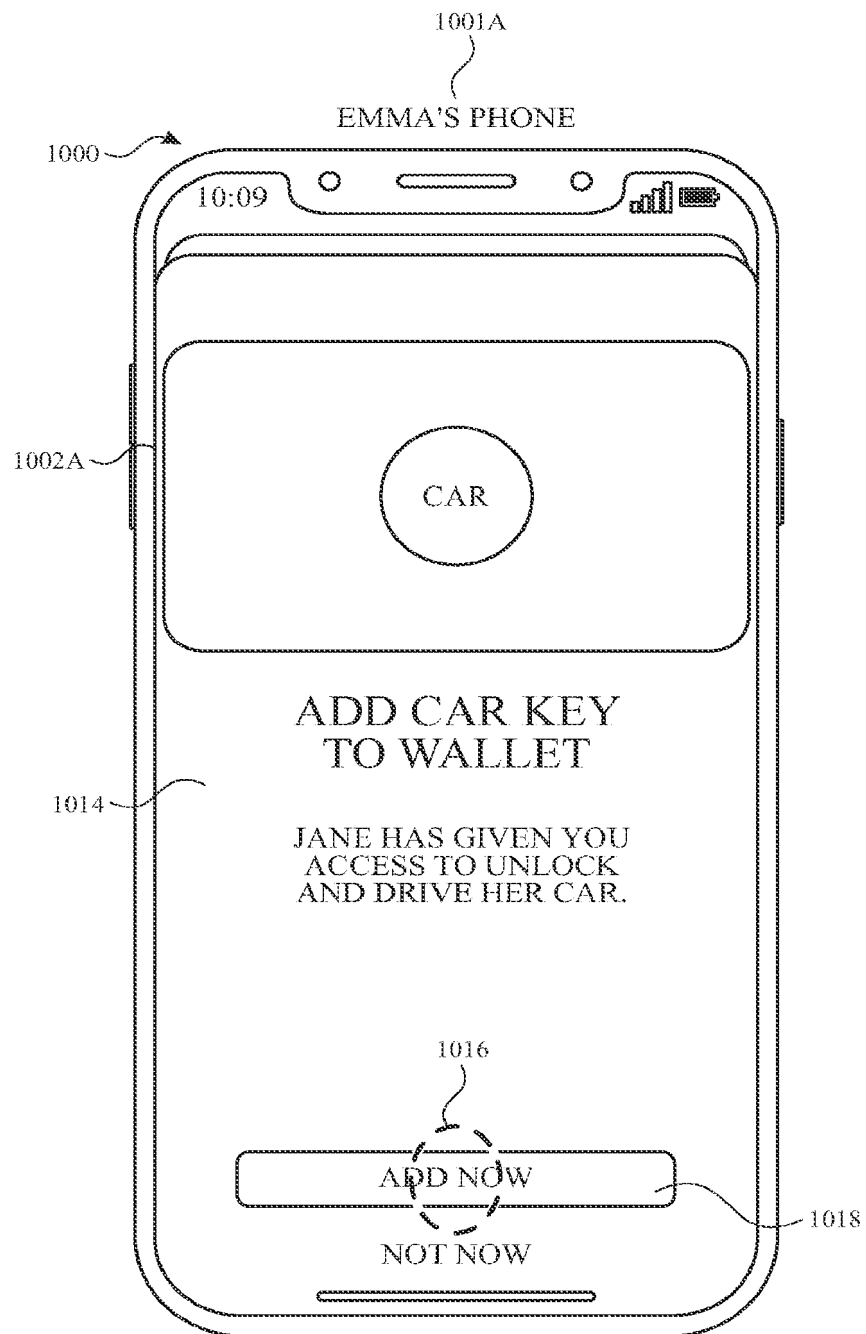 1001A
EMMA'S PHONE
1000
10:09
1002A
CAR
ADD CAR KEY
TO WALLET
1014
JANE HAS GIVEN YOU
ACCESS TO UNLOCK
AND DRIVE HER CAR.
1016
ADD NOW
1018
NOT NOW